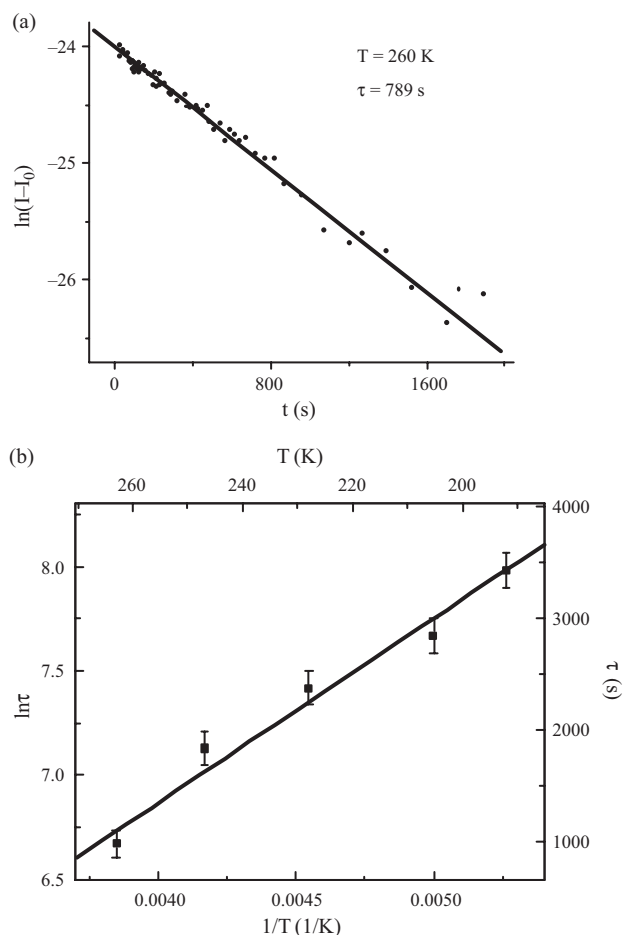 (a)
T = 260 K
τ = 789 s
ln(I–I₀)
–24
–25
–26
0 800 1600
t (s)
(b)
T (K)
260 240 220 200
lnτ
8.0
7.5
7.0
6.5
4000
3000
2000
1000
τ (s)
0.0040 0.0045 0.0050
1/T (1/K)